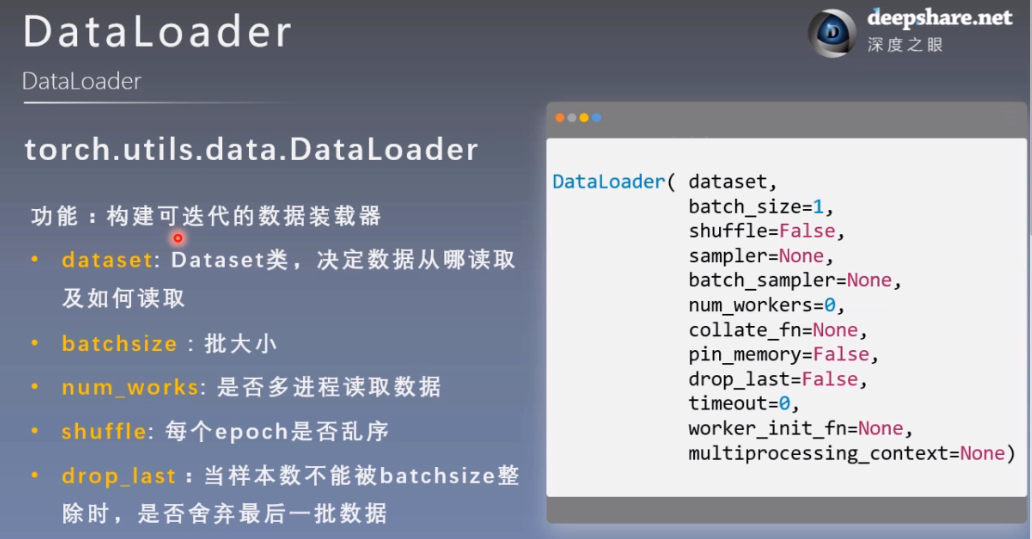 DataLoader
deepshare.net
深度之眼
DataLoader
torch.utils.data.DataLoader
功能：构建可迭代的数据装载器
• dataset: Dataset类，决定数据从哪读取
及如何读取
• batchsize : 批大小
• num_works: 是否多进程读取数据
• shuffle: 每个epoch是否乱序
• drop_last：当样本数不能被batchsize整
除时，是否舍弃最后一批数据
DataLoader( dataset,
batch_size=1,
shuffle=False,
sampler=None,
batch_sampler=None,
num_workers=0,
collate_fn=None,
pin_memory=False,
drop_last=False,
timeout=0,
worker_init_fn=None,
multiprocessing_context=None)